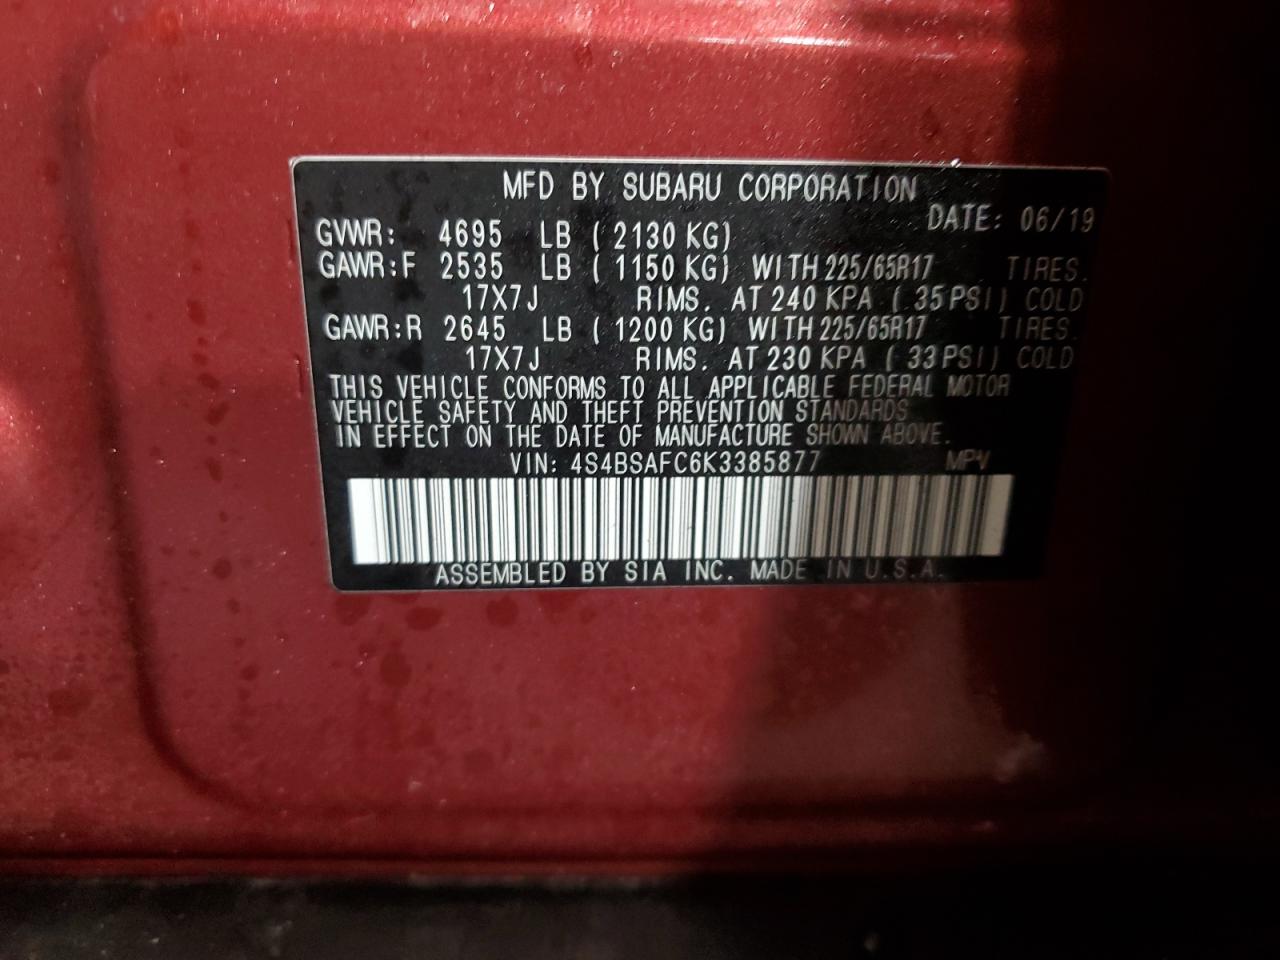 MFD BY SUBARU CORPORATION
DATE: 06/19
GVWR: 4695 LB ( 2130 KG)
GAWR:F 2535 LB ( 1150 KG) WITH 225/65R17 TIRES.
17X7J RIMS. AT 240 KPA ( 35 PSI) COLD
GAWR:R 2645 LB ( 1200 KG) WITH 225/65R17 TIRES.
17X7J RIMS. AT 230 KPA ( 33 PSI) COLD
THIS VEHICLE CONFORMS TO ALL APPLICABLE FEDERAL MOTOR
VEHICLE SAFETY AND THEFT PREVENTION STANDARDS
IN EFFECT ON THE DATE OF MANUFACTURE SHOWN ABOVE.
VIN: 4S4BSAFC6K3385877 MPV
ASSEMBLED BY SIA INC. MADE IN U.S.A.